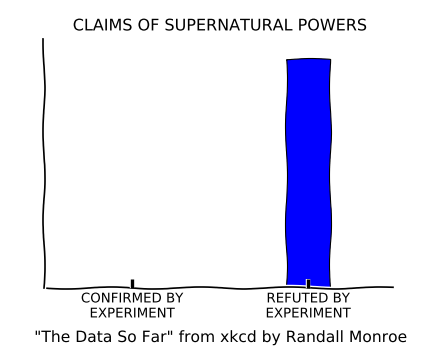 CLAIMS OF SUPERNATURAL POWERS
CONFIRMED BY
EXPERIMENT
REFUTED BY
EXPERIMENT
"The Data So Far" from xkcd by Randall Monroe